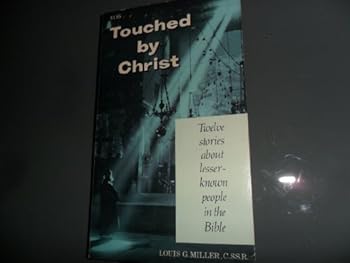 Touched
by
Christ
Twelve
stories
about
lesser-
known
people
in the
Bible
LOUIS G. MILLER, C.SS.R.